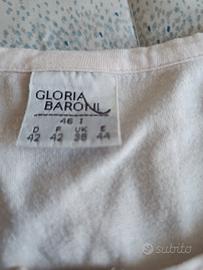 GLORIA
BARONI
46 I
D F UK E
42 42 38 44
subito